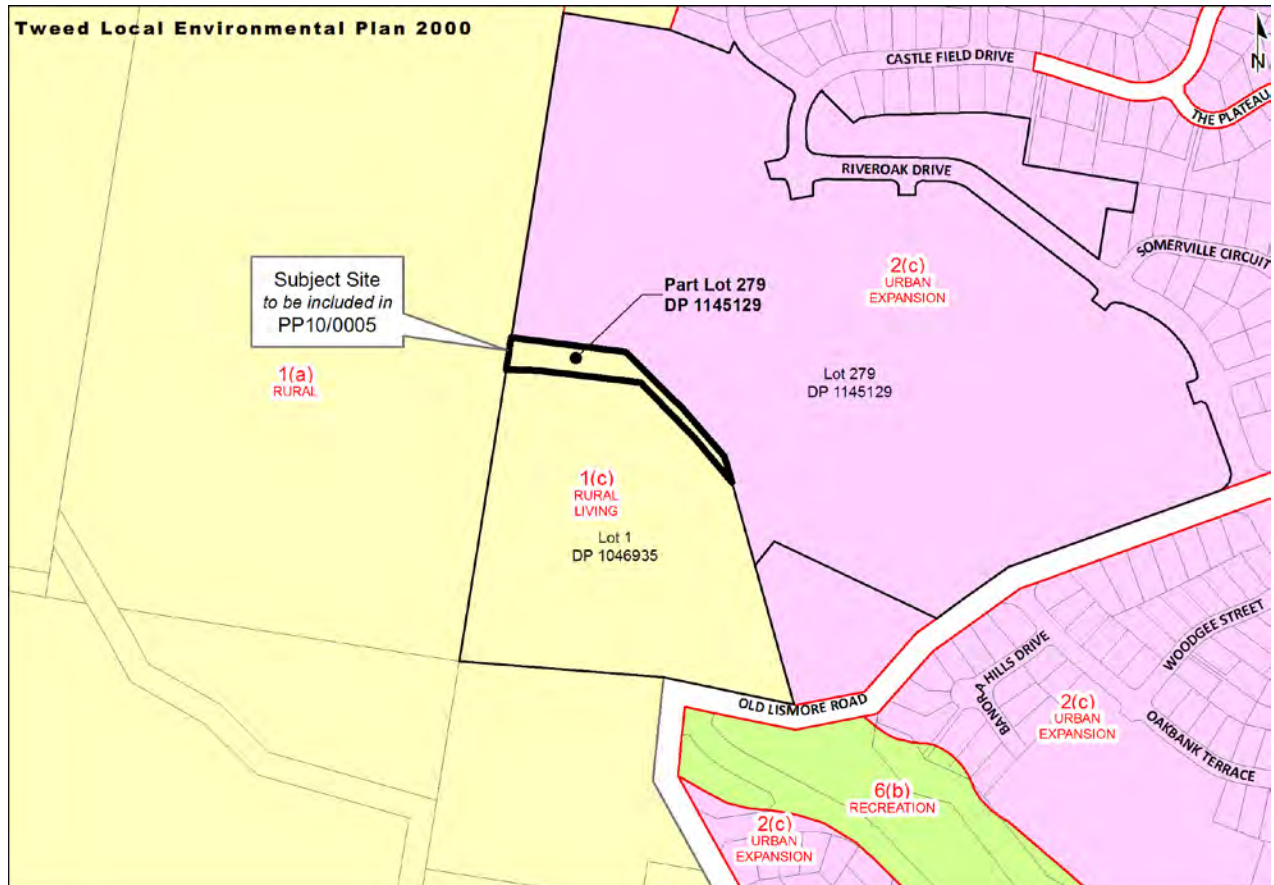 Tweed Local Environmental Plan 2000
N
CASTLE FIELD DRIVE
THE PLATEAU
RIVEROAK DRIVE
SOMERVILLE CIRCUIT
2(c)
URBAN
EXPANSION
Subject Site
to be included in
PP10/0005
Part Lot 279
DP 1145129
1(a)
RURAL
Lot 279
DP 1145129
1(c)
RURAL
LIVING
Lot 1
DP 1046935
WOODGEE STREET
BANORA HILLS DRIVE
OLD LISMORE ROAD
2(c)
URBAN
EXPANSION
OAKBANK TERRACE
6(b)
RECREATION
2(c)
URBAN
EXPANSION